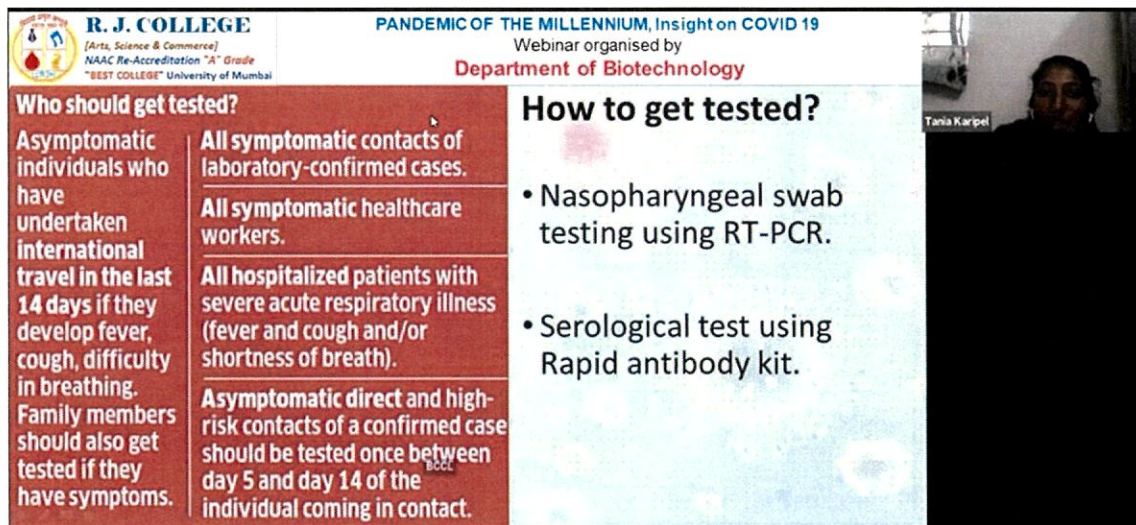 R. J. COLLEGE
[Arts, Science & Commerce]
NAAC Re-Accreditation "A" Grade
"BEST COLLEGE" University of Mumbai
PANDEMIC OF THE MILLENNIUM, Insight on COVID 19
Webinar organised by
Department of Biotechnology
Who should get tested?
Asymptomatic
individuals who
have
undertaken
international
travel in the last
14 days if they
develop fever,
cough, difficulty
in breathing.
Family members
should also get
tested if they
have symptoms.
All symptomatic contacts of
laboratory-confirmed cases.
All symptomatic healthcare
workers.
All hospitalized patients with
severe acute respiratory illness
(fever and cough and/or
shortness of breath).
Asymptomatic direct and high-
risk contacts of a confirmed case
should be tested once between
day 5 and day 14 of the
individual coming in contact.
BCCL
How to get tested?
• Nasopharyngeal swab
testing using RT-PCR.
• Serological test using
Rapid antibody kit.
Tania Karipel